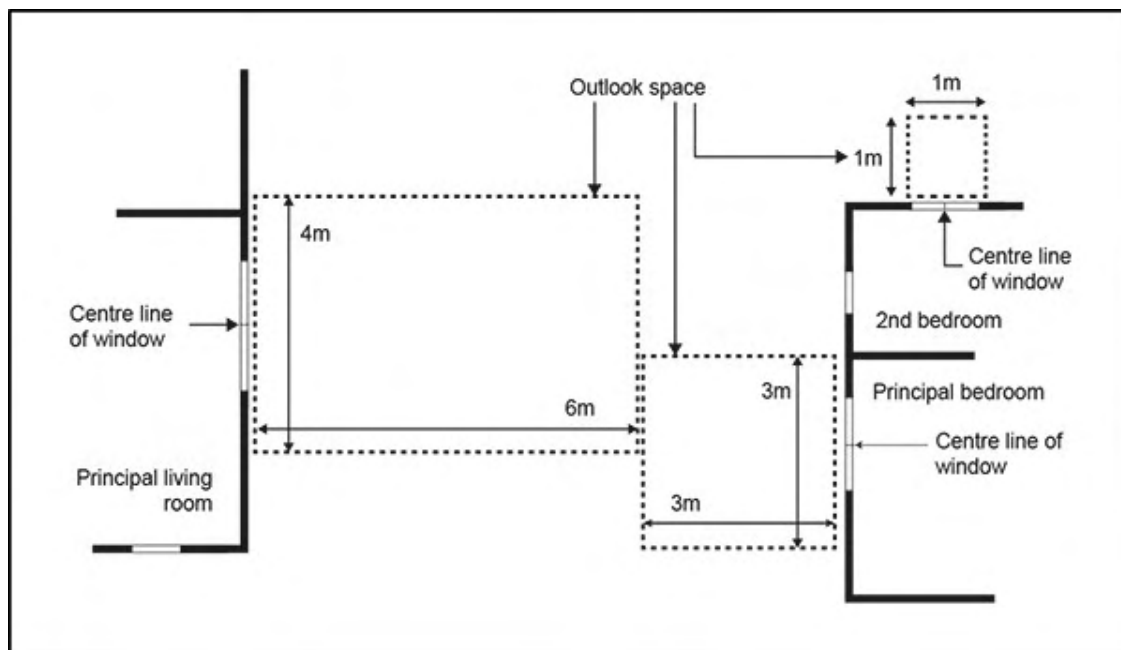 Outlook space
1m
1m
4m
Centre line
of window
Centre line
of window
2nd bedroom
3m
Principal bedroom
6m
Centre line of
window
Principal living
room
3m